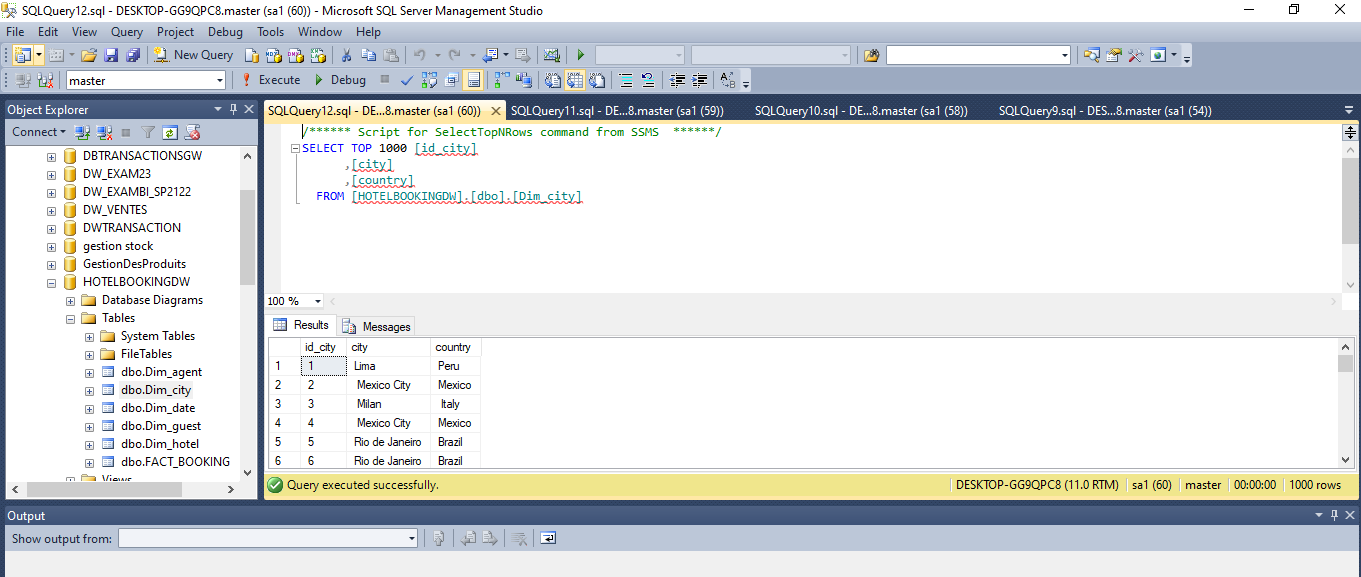 SQLQuery12.sql - DESKTOP-GG9QPC8.master (sa1 (60)) - Microsoft SQL Server Management Studio
File Edit View Query Project Debug Tools Window Help
New Query
master Execute Debug
Object Explorer
Connect
DBTRANSACTIONSGW
DW_EXAM23
DW_EXAMBI_SP2122
DW_VENTES
DWTRANSACTION
gestion stock
GestionDesProduits
HOTELBOOKINGDW
Database Diagrams
Tables
System Tables
FileTables
dbo.Dim_agent
dbo.Dim_city
dbo.Dim_date
dbo.Dim_guest
dbo.Dim_hotel
dbo.FACT_BOOKING
Views
SQLQuery12.sql - DE...8.master (sa1 (60)) SQLQuery11.sql - DE...8.master (sa1 (59)) SQLQuery10.sql - DE...8.master (sa1 (58)) SQLQuery9.sql - DES...8.master (sa1 (54))
/****** Script for SelectTopNRows command from SSMS ******/
SELECT TOP 1000 [id_city]
,[city]
,[country]
FROM [HOTELBOOKINGDW].[dbo].[Dim_city]
100 %
Results Messages
id_city city country
1 1 Lima Peru
2 2 Mexico City Mexico
3 3 Milan Italy
4 4 Mexico City Mexico
5 5 Rio de Janeiro Brazil
6 6 Rio de Janeiro Brazil
Query executed successfully. DESKTOP-GG9QPC8 (11.0 RTM) sa1 (60) master 00:00:00 1000 rows
Output
Show output from: